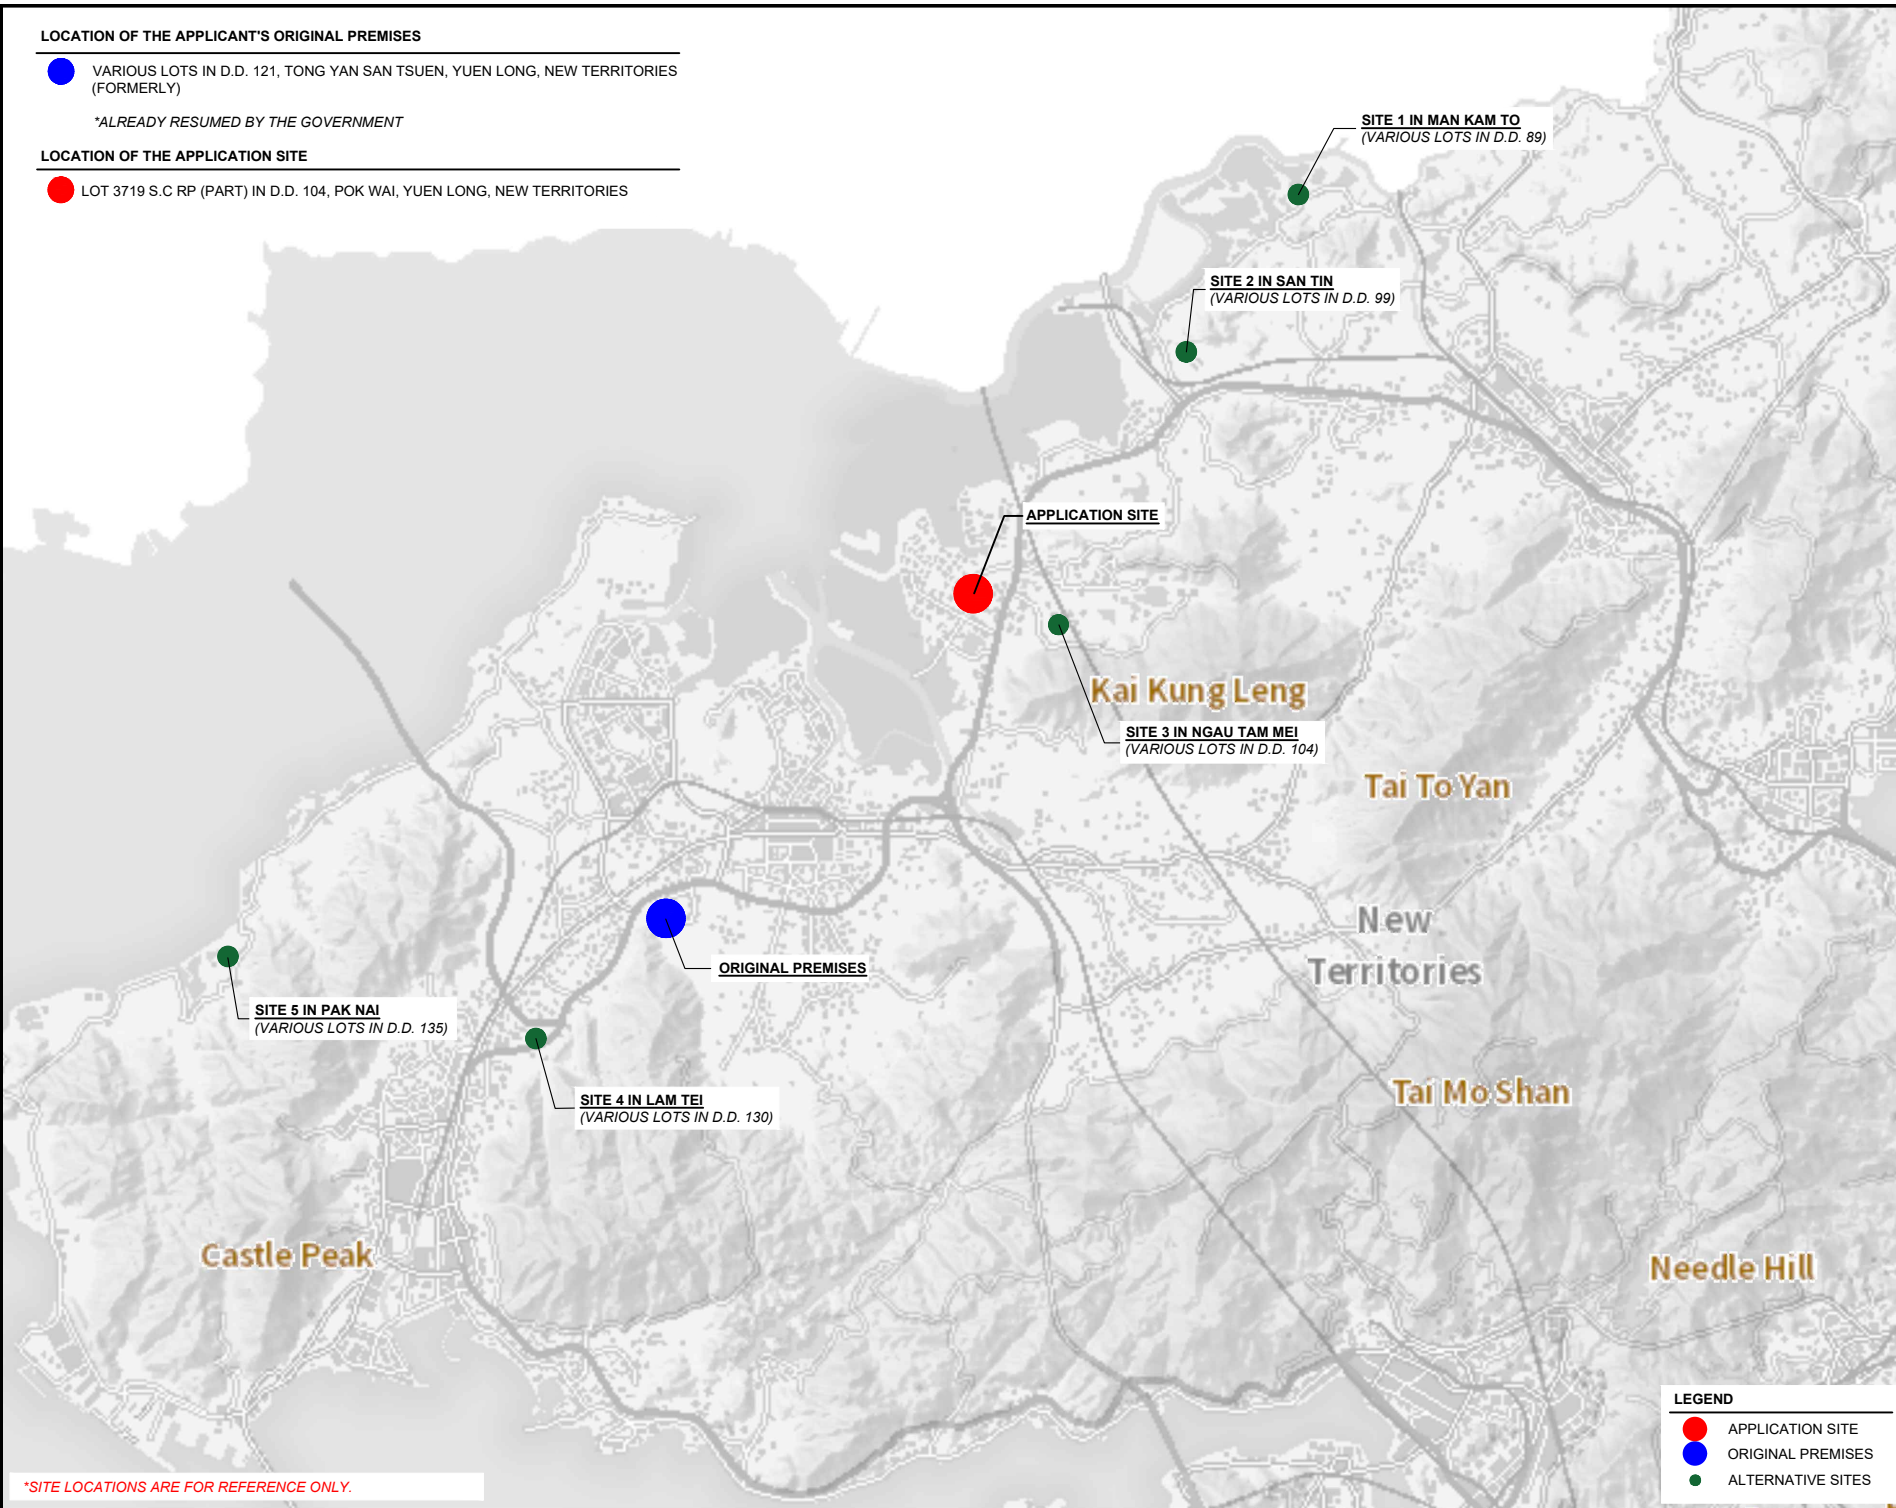 LOCATION OF THE APPLICANT'S ORIGINAL PREMISES
VARIOUS LOTS IN D.D. 121, TONG YAN SAN TSUEN, YUEN LONG, NEW TERRITORIES
(FORMERLY)
*ALREADY RESUMED BY THE GOVERNMENT
LOCATION OF THE APPLICATION SITE
LOT 3719 S.C RP (PART) IN D.D. 104, POK WAI, YUEN LONG, NEW TERRITORIES
SITE 1 IN MAN KAM TO
(VARIOUS LOTS IN D.D. 89)
SITE 2 IN SAN TIN
(VARIOUS LOTS IN D.D. 99)
APPLICATION SITE
Kai Kung Leng
SITE 3 IN NGAU TAM MEI
(VARIOUS LOTS IN D.D. 104)
Tai To Yan
New
Territories
ORIGINAL PREMISES
SITE 5 IN PAK NAI
(VARIOUS LOTS IN D.D. 135)
SITE 4 IN LAM TEI
(VARIOUS LOTS IN D.D. 130)
Tai Mo Shan
Castle Peak
Needle Hill
LEGEND
APPLICATION SITE
ORIGINAL PREMISES
ALTERNATIVE SITES
*SITE LOCATIONS ARE FOR REFERENCE ONLY.